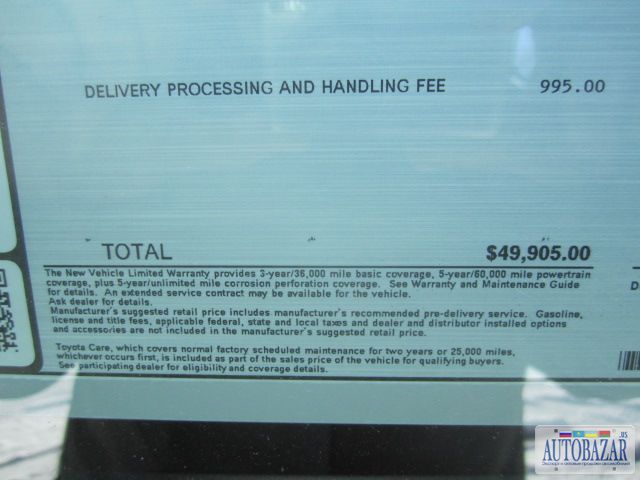 DELIVERY PROCESSING AND HANDLING FEE 995.00
TOTAL $49,905.00
The New Vehicle Limited Warranty provides 3-year/36,000 mile basic coverage, 5-year/60,000 mile powertrain
coverage, plus 5-year/unlimited mile corrosion perforation coverage. See Warranty and Maintenance Guide
for details. An extended service contract may be available for the vehicle.
Ask dealer for details.
Manufacturer's suggested retail price includes manufacturer's recommended pre-delivery service. Gasoline,
license and title fees, applicable federal, state and local taxes and dealer and distributor installed options
and accessories are not included in the manufacturer's suggested retail price.
Toyota Care, which covers normal factory scheduled maintenance for two years or 25,000 miles,
whichever occurs first, is included as part of the sales price of the vehicle for qualifying buyers.
See participating dealer for eligibility and coverage details.
D
.US
AUTOBAZAR